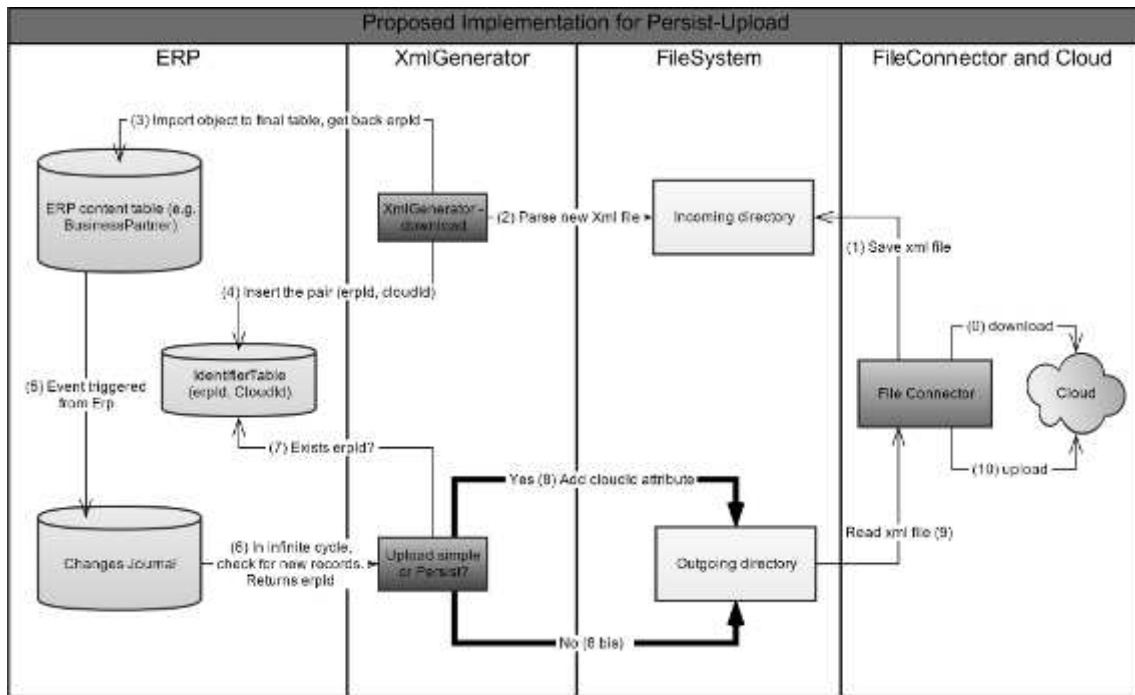 Proposed Implementation for Persist-Upload
ERP
XmlGenerator
FileSystem
FileConnector and Cloud
(3) Import object to final table, get back erpId
ERP content table (e.g.
BusinessPartner)
XmlGenerator -
download
(2) Parse new Xml file
Incoming directory
(1) Save xml file
(4) Insert the pair (erpId, cloudId)
(0) download
IdentifierTable
(erpId, CloudId)
File Connector
Cloud
(5) Event triggered
from Erp
(7) Exists erpId?
(10) upload
Yes (8) Add cloudId attribute
Read xml file (9)
Changes Journal
(6) In infinite cycle,
check for new records.
Returns erpId
Upload simple
or Persist?
Outgoing directory
No (8 bis)